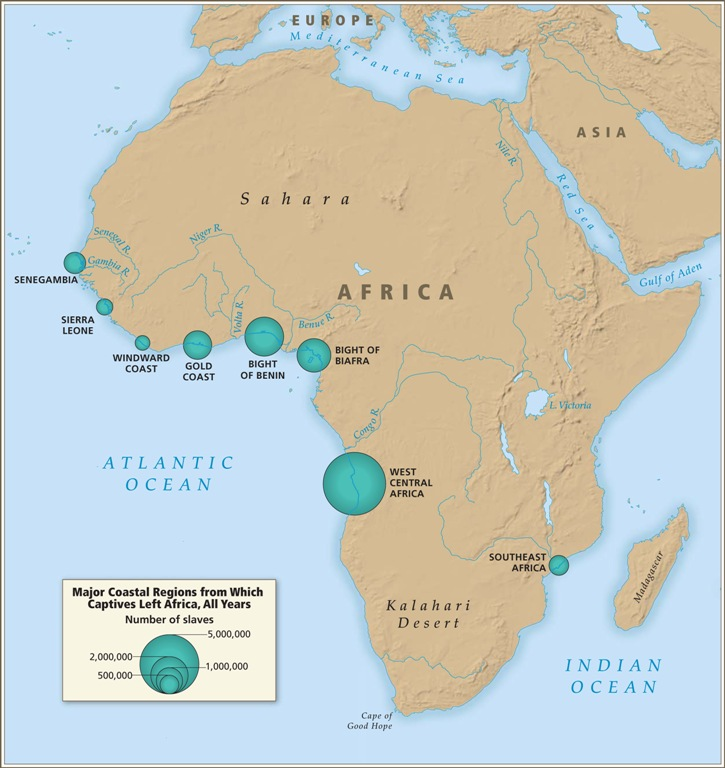 EUROPE
Mediterranean Sea
ASIA
Nile R.
Red Sea
Sahara
Senegal R.
Niger R.
Gambia R.
SENEGAMBIA
Gulf of Aden
AFRICA
Volta R.
Benue R.
SIERRA
LEONE
WINDWARD
COAST
GOLD
COAST
BIGHT
OF BENIN
BIGHT OF
BIAFRA
L. Victoria
Congo R.
ATLANTIC
OCEAN
WEST
CENTRAL
AFRICA
SOUTHEAST
AFRICA
Madagascar
Kalahari
Desert
INDIAN
OCEAN
Cape of
Good Hope
Major Coastal Regions from Which
Captives Left Africa, All Years
Number of slaves
5,000,000
2,000,000
1,000,000
500,000